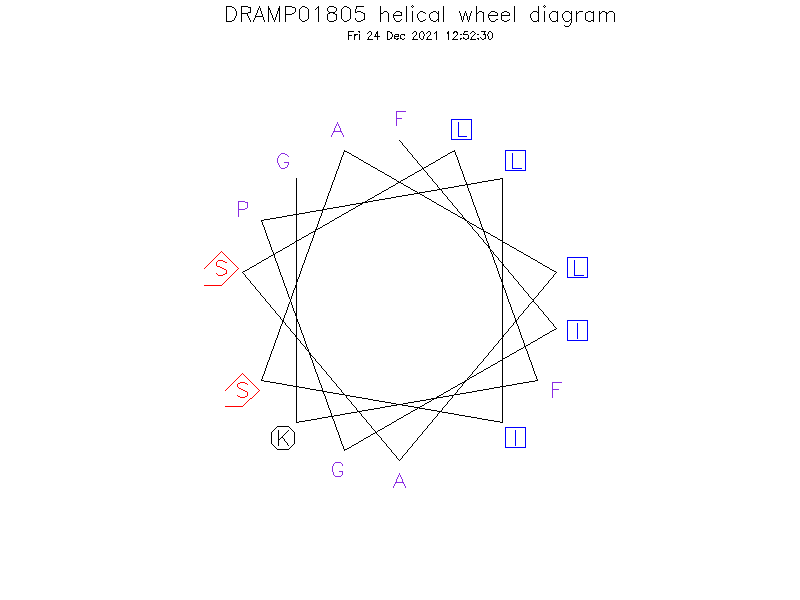 DRAMP01805 helical wheel diagram
Fri 24 Dec 2021 12:52:30
F
A L
G L
P
S L
I
S F
K I
G
A